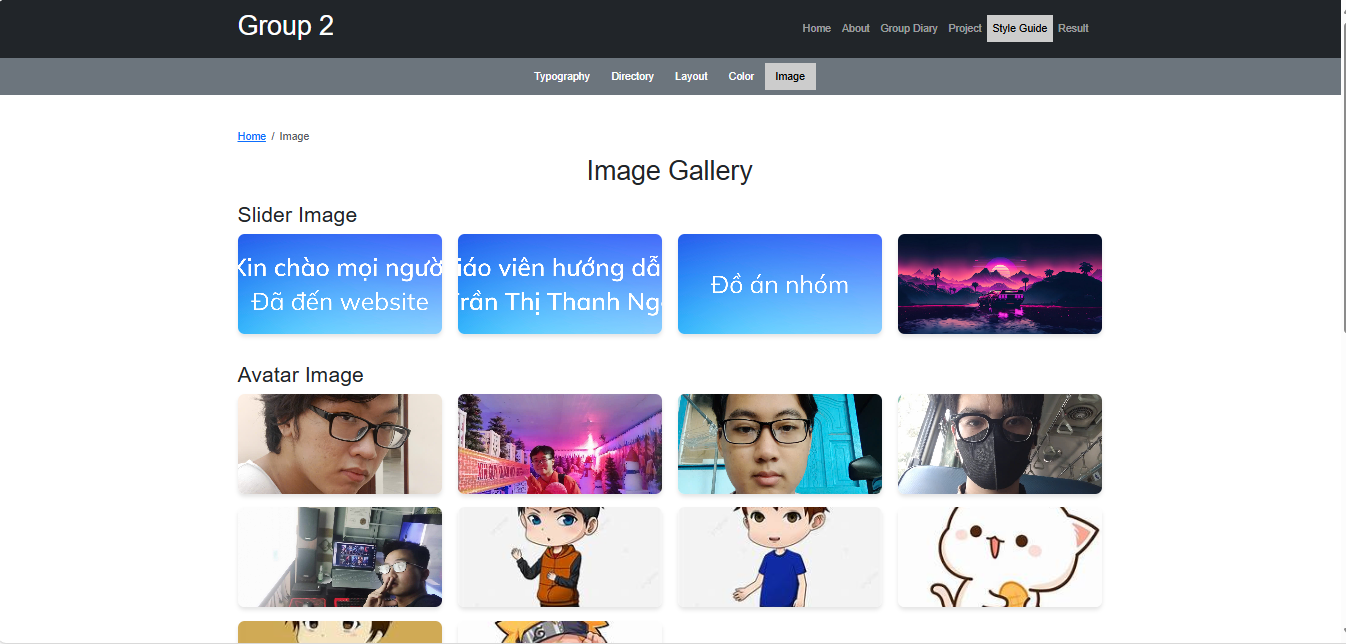 Group 2
Home About Group Diary Project Style Guide Result
Typography Directory Layout Color Image
Home / Image
Image Gallery
Slider Image
Xin chào mọi ngườ
Đã đến website
iáo viên hướng dẫ
Trần Thị Thanh Ng
Đồ án nhóm
Avatar Image